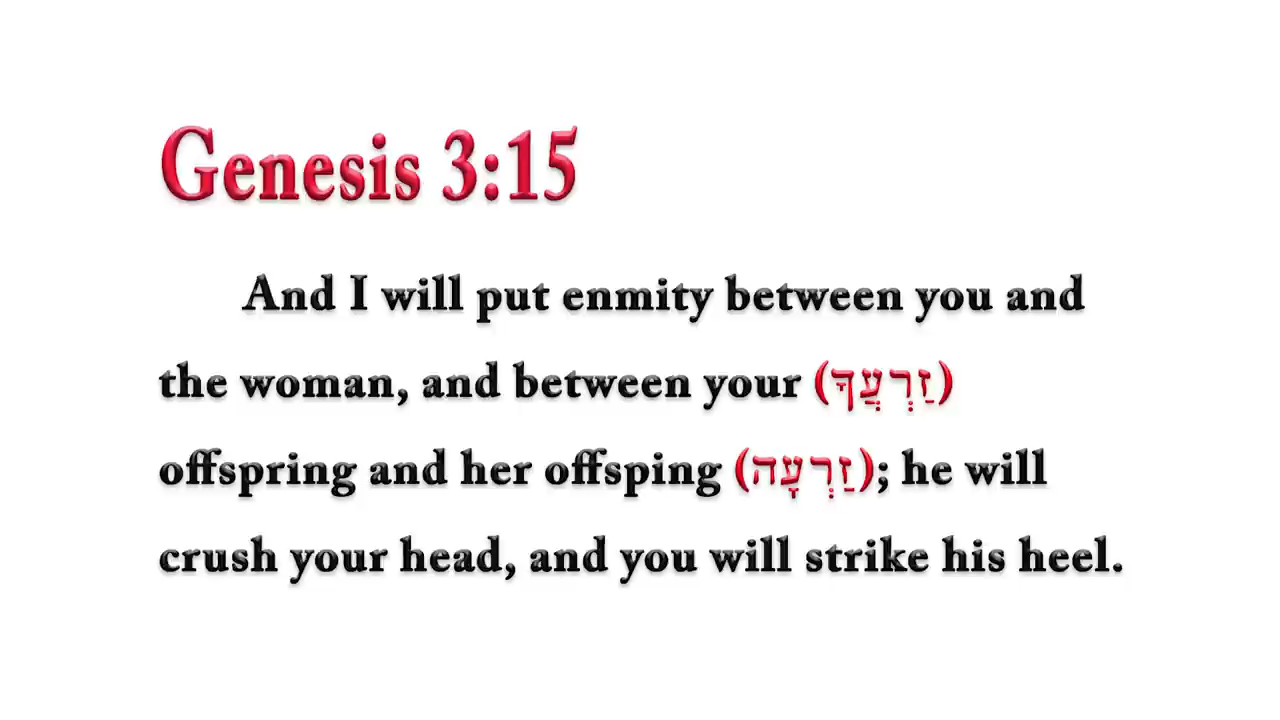 Genesis 3:15
And I will put enmity between you and
the woman, and between your (זַרְעֲךָ)
offspring and her offsping (זַרְעָהּ); he will
crush your head, and you will strike his heel.